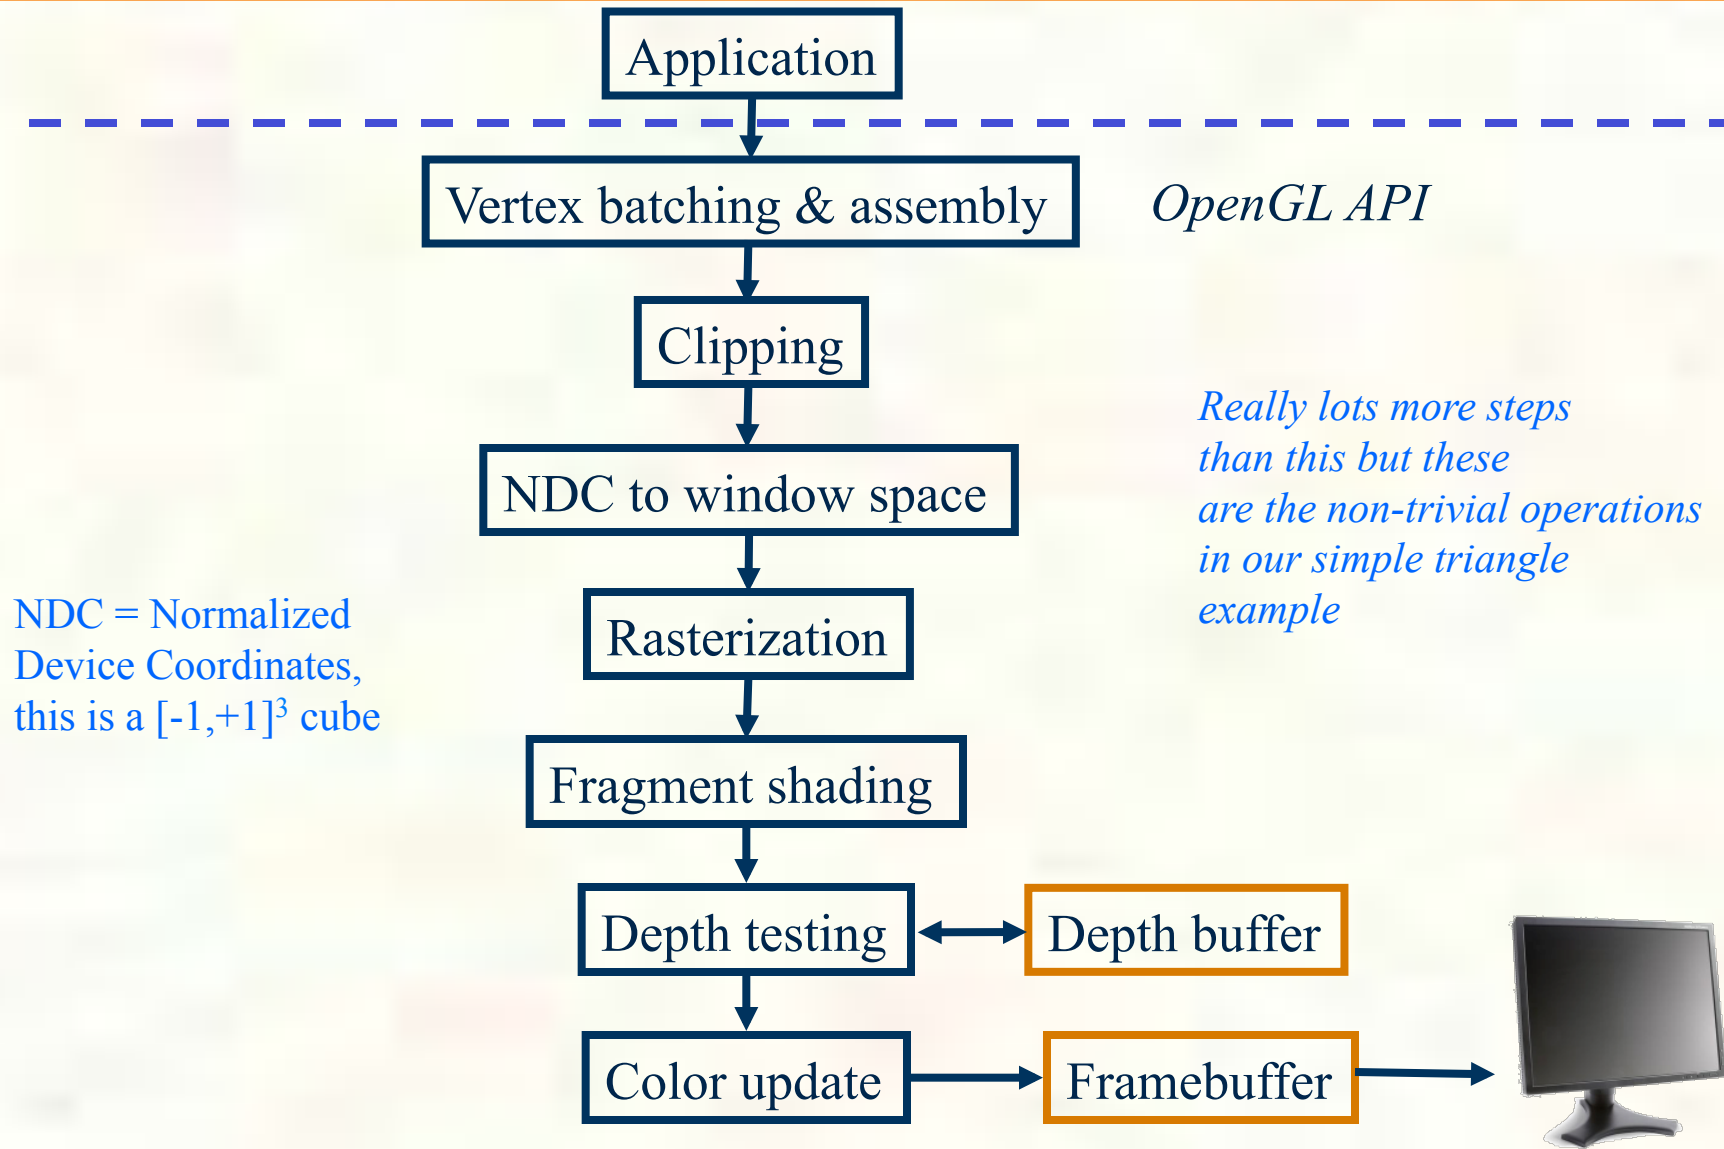 Application
Vertex batching & assembly
OpenGL API
Clipping
NDC to window space
Really lots more steps
than this but these
are the non-trivial operations
in our simple triangle
example
NDC = Normalized
Device Coordinates,
this is a [-1,+1]³ cube
Rasterization
Fragment shading
Depth testing
Depth buffer
Color update
Framebuffer